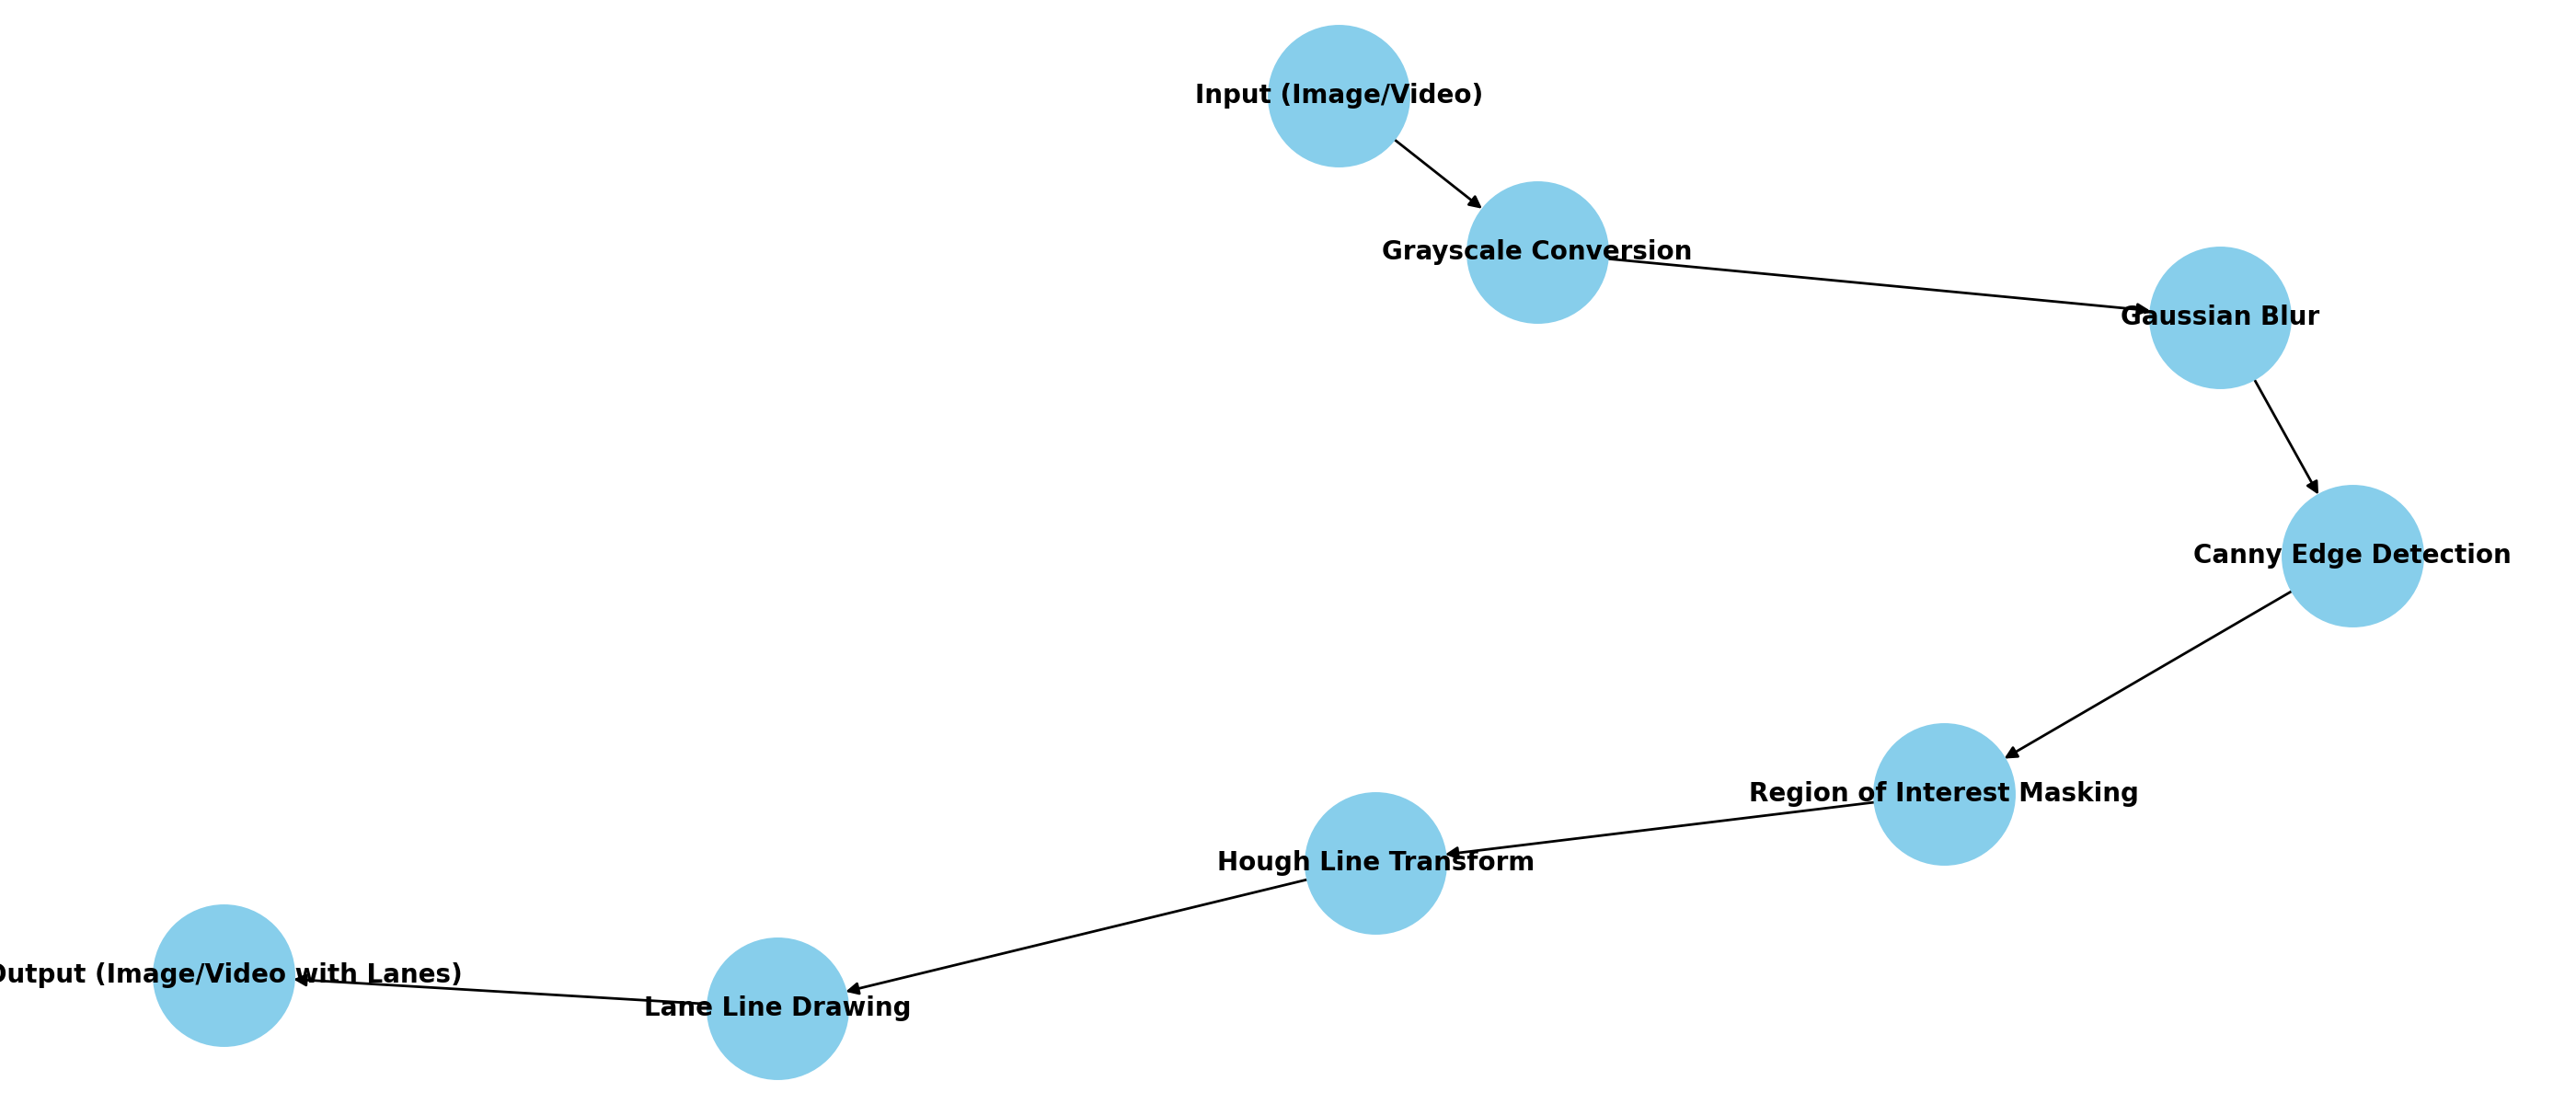 Input (Image/Video)
Grayscale Conversion
Gaussian Blur
Canny Edge Detection
Region of Interest Masking
Hough Line Transform
Lane Line Drawing
Output (Image/Video with Lanes)